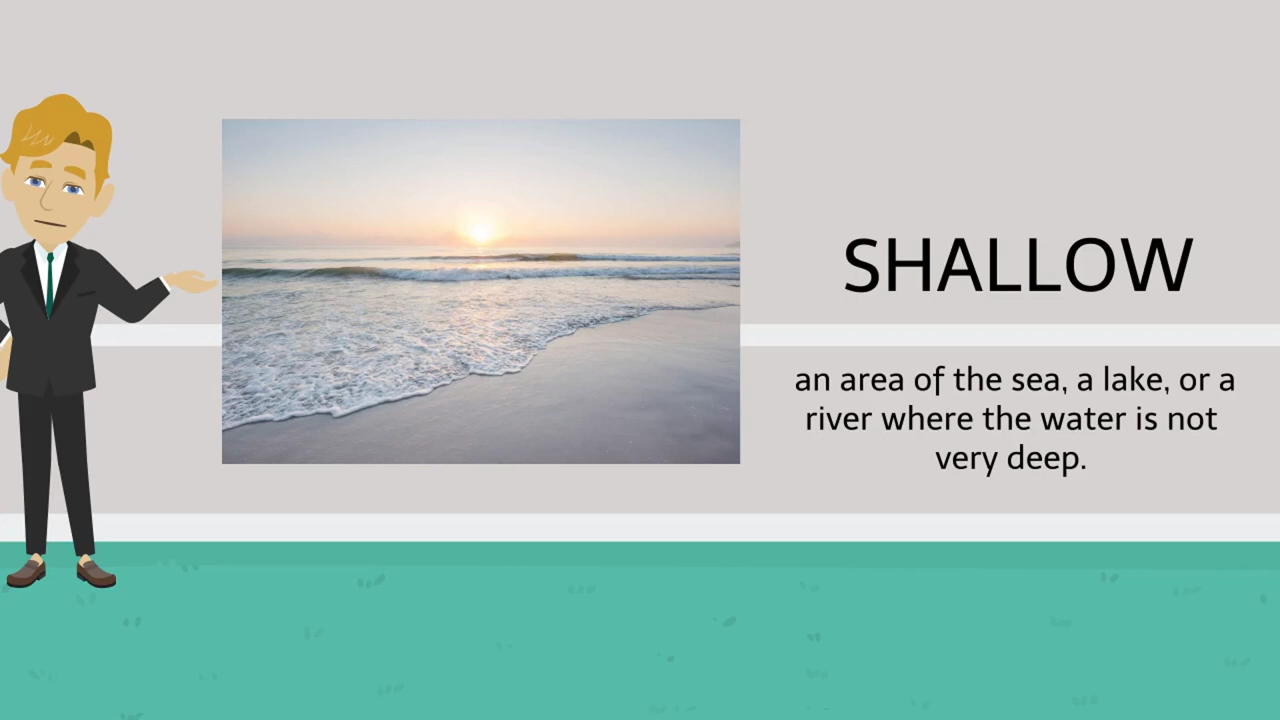 SHALLOW
an area of the sea, a lake, or a
river where the water is not
very deep.